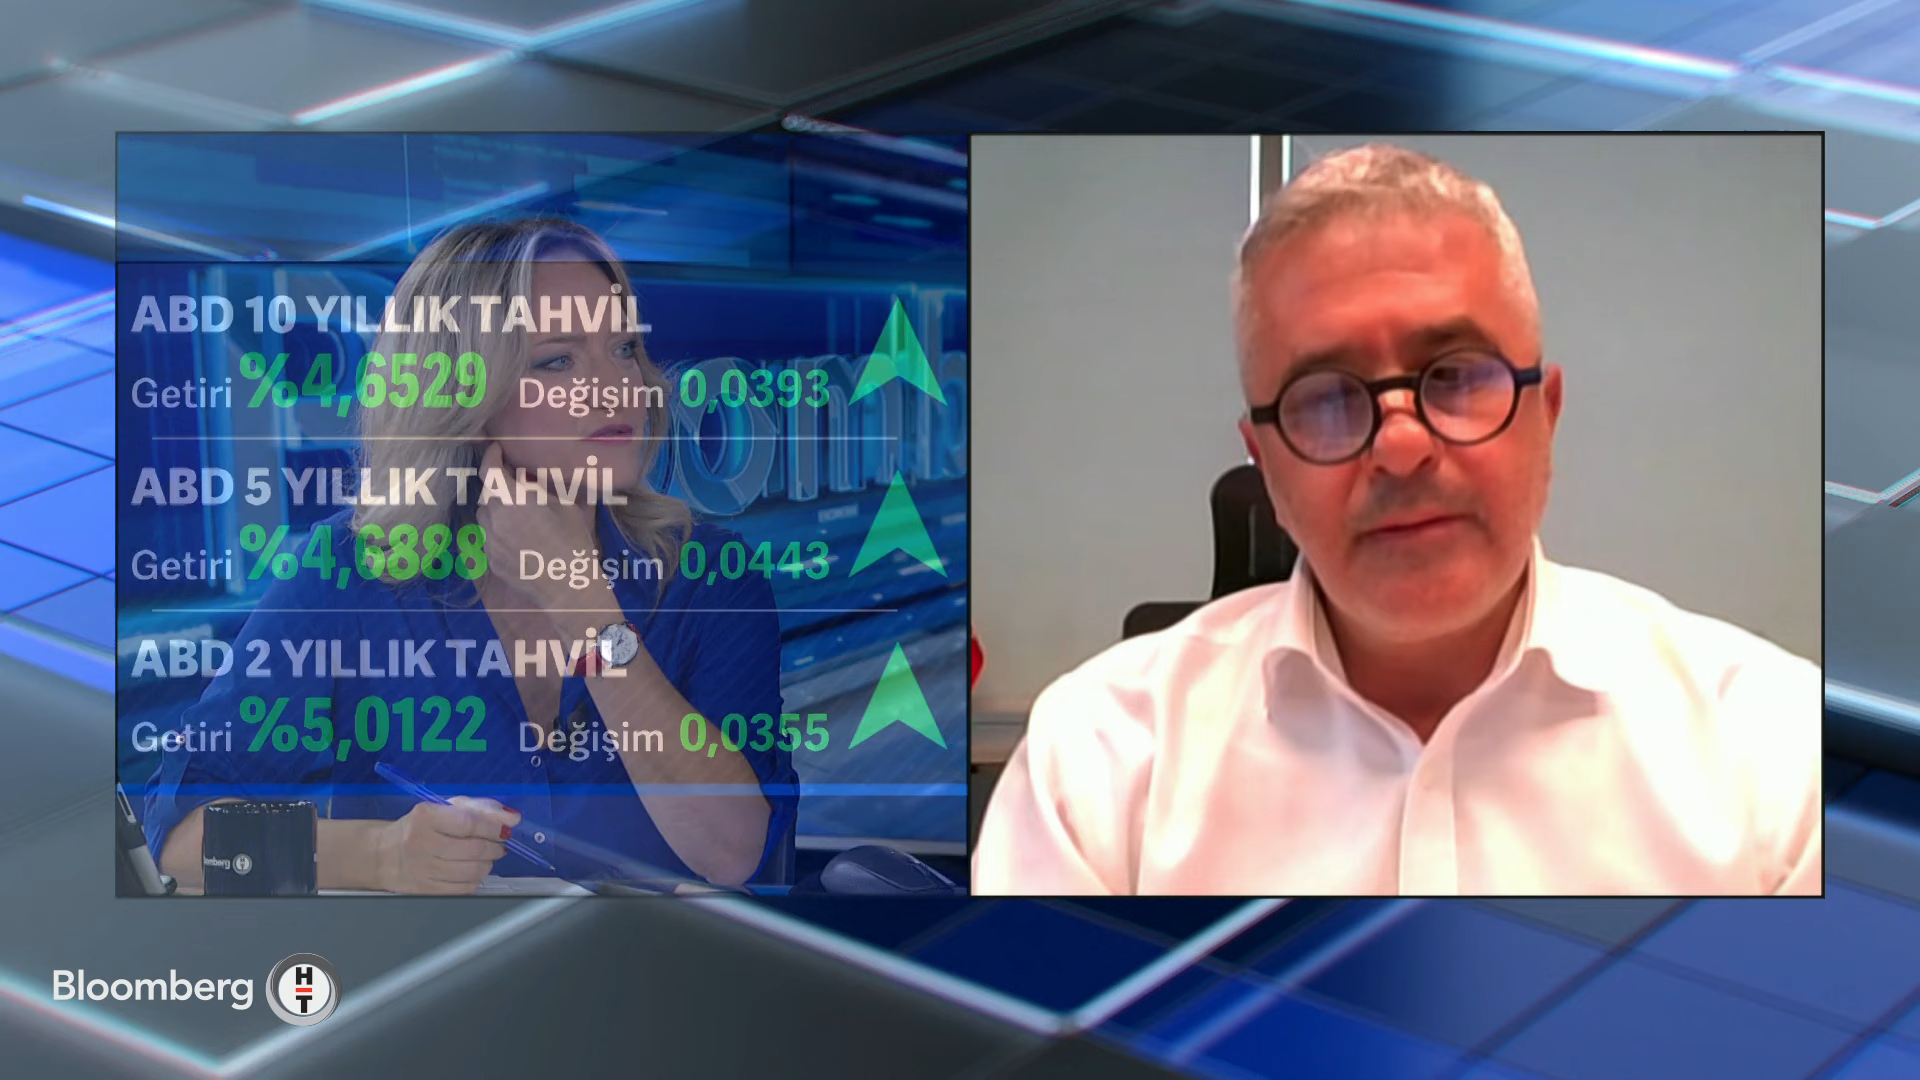 ABD 10 YILLIK TAHVİL
Getiri %4,6529 Değişim 0,0393
ABD 5 YILLIK TAHVİL
Getiri %4,6888 Değişim 0,0443
ABD 2 YILLIK TAHVİL
Getiri %5,0122 Değişim 0,0355
Bloomberg HT